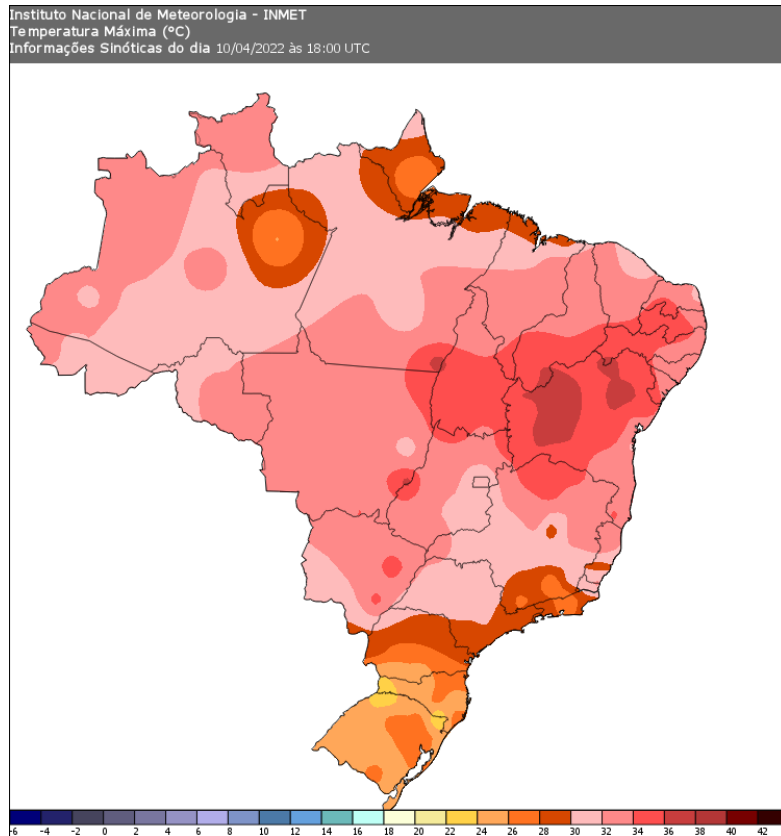 Instituto Nacional de Meteorologia - INMET
Temperatura Máxima (°C)
Informações Sinóticas do dia 10/04/2022 às 18:00 UTC
-6 -4 -2 0 2 4 6 8 10 12 14 16 18 20 22 24 26 28 30 32 34 36 38 40 42